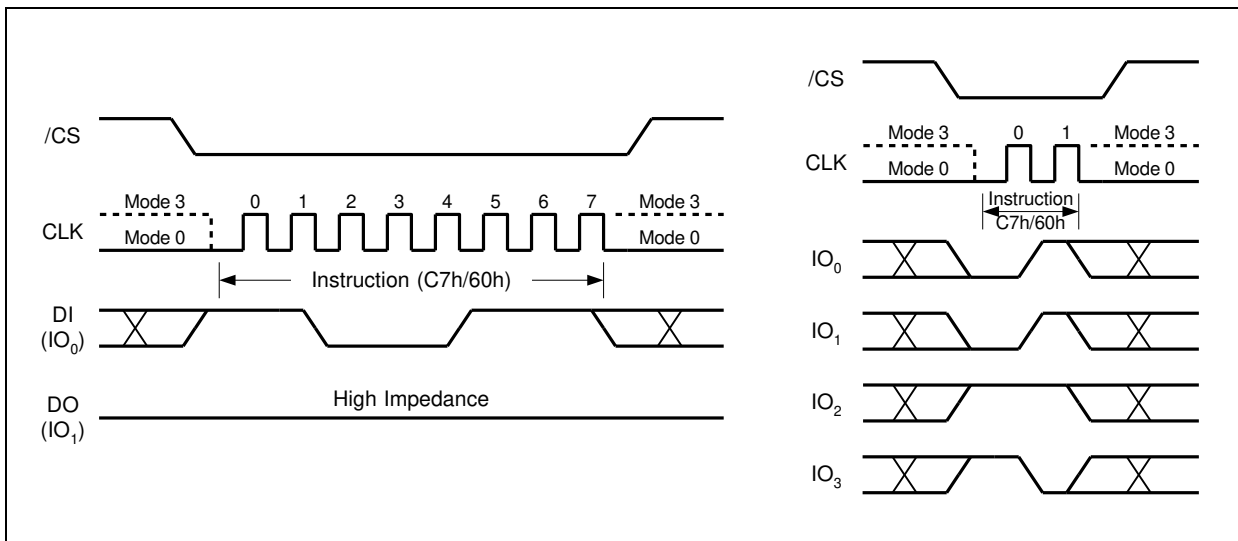 /CS
Mode 3
0 1 2 3 4 5 6 7
Mode 3
CLK
Mode 0
Mode 0
Instruction (C7h/60h)
DI
(IO0)
High Impedance
DO
(IO1)
/CS
Mode 3
0 1
Mode 3
CLK
Mode 0
Mode 0
Instruction
C7h/60h
IO0
IO1
IO2
IO3